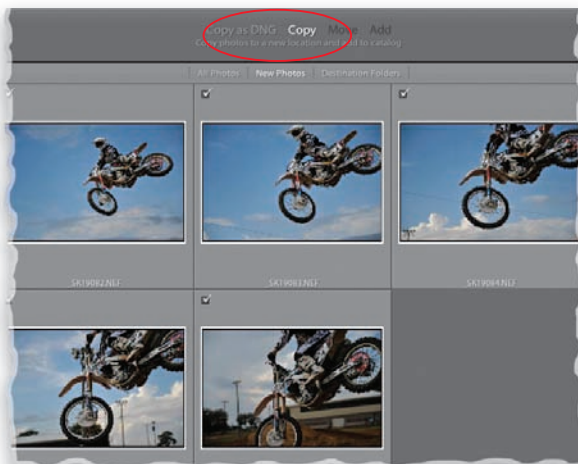 Copy as DNG Copy Move Add
Copy photos to a new location and add to catalog
All Photos New Photos Destination Folders
SK19082.NEF SK19083.NEF SK19084.NEF